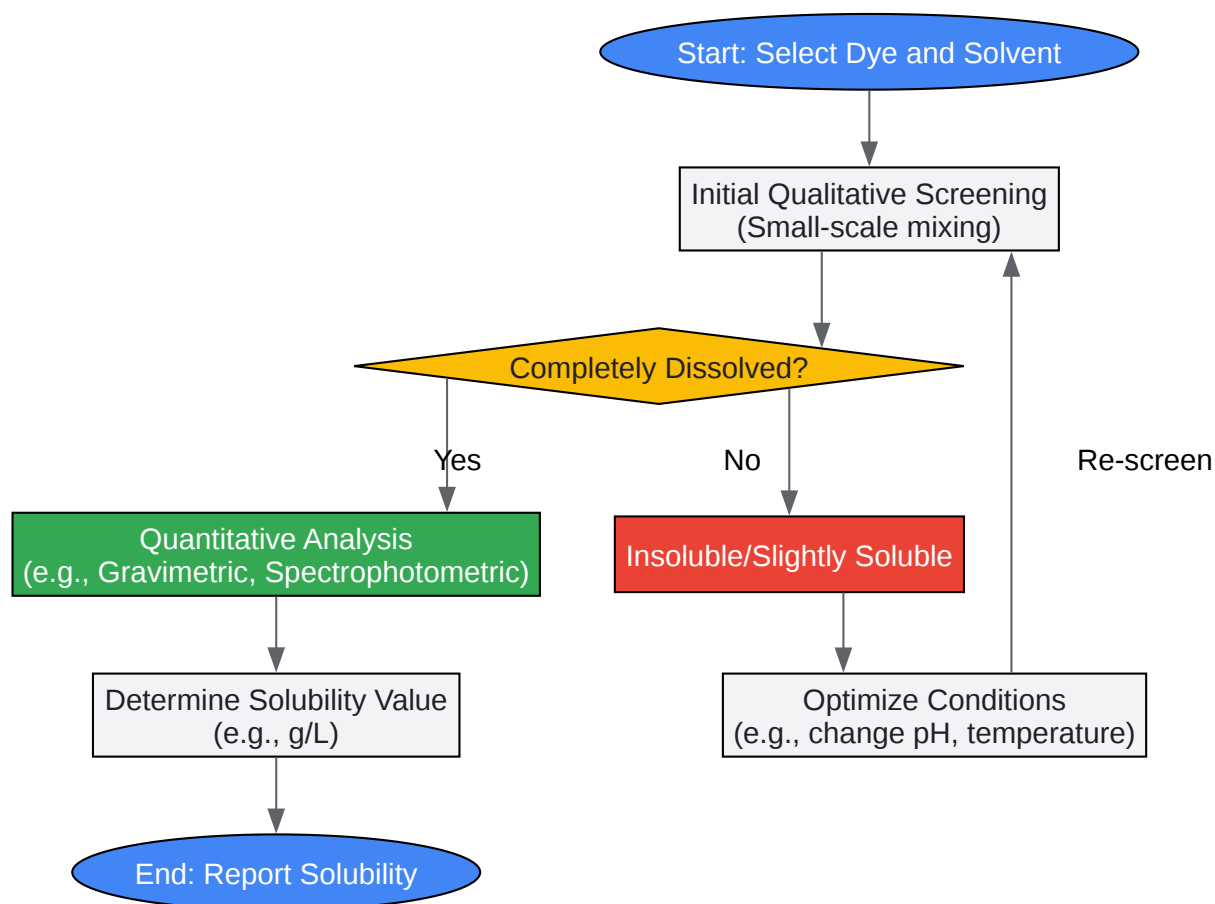 Start: Select Dye and Solvent
Initial Qualitative Screening
(Small-scale mixing)
Completely Dissolved?
Yes
No
Re-screen
Quantitative Analysis
(e.g., Gravimetric, Spectrophotometric)
Insoluble/Slightly Soluble
Determine Solubility Value
(e.g., g/L)
Optimize Conditions
(e.g., change pH, temperature)
End: Report Solubility